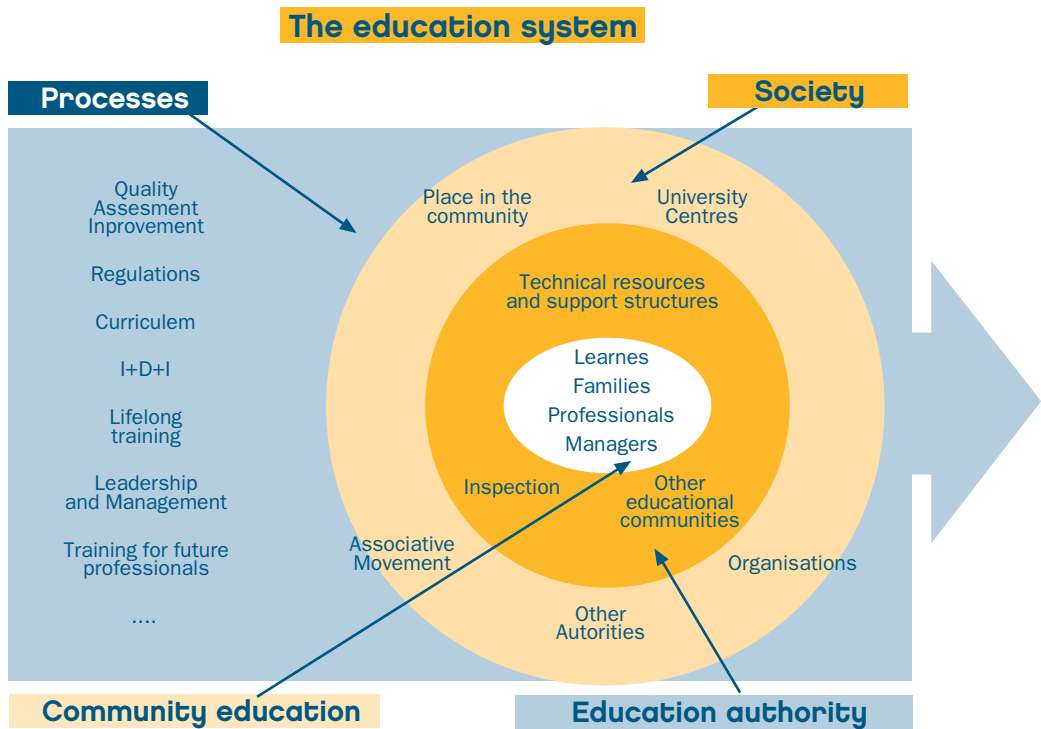 The education system
Processes
Society
Quality
Assesment
Inprovement
Regulations
Curriculem
I+D+I
Lifelong
training
Leadership
and Management
Training for future
professionals
....
Place in the
community
University
Centres
Technical resources
and support structures
Learnes
Families
Professionals
Managers
Inspection
Other
educational
communities
Associative
Movement
Organisations
Other
Autorities
Community education
Education authority